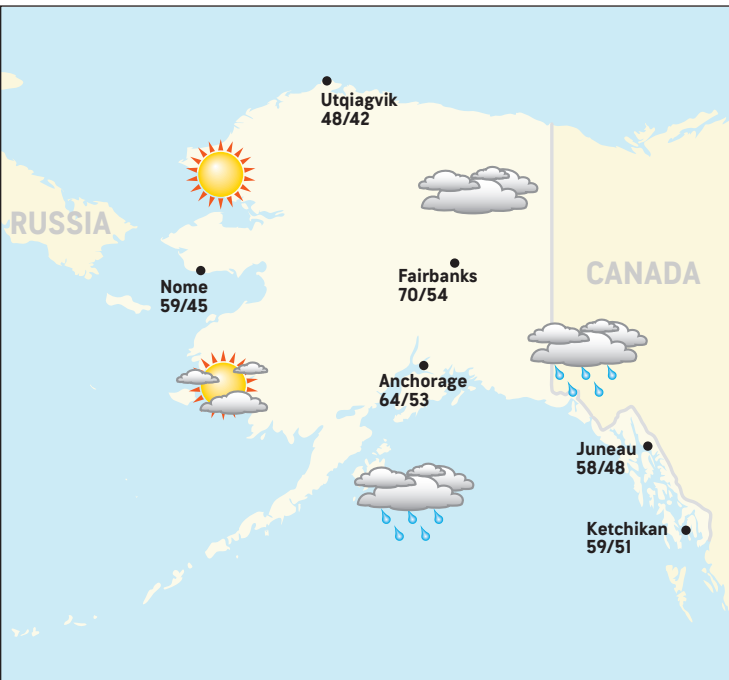 Utqiagvik
48/42
RUSSIA
CANADA
Nome
59/45
Fairbanks
70/54
Anchorage
64/53
Juneau
58/48
Ketchikan
59/51